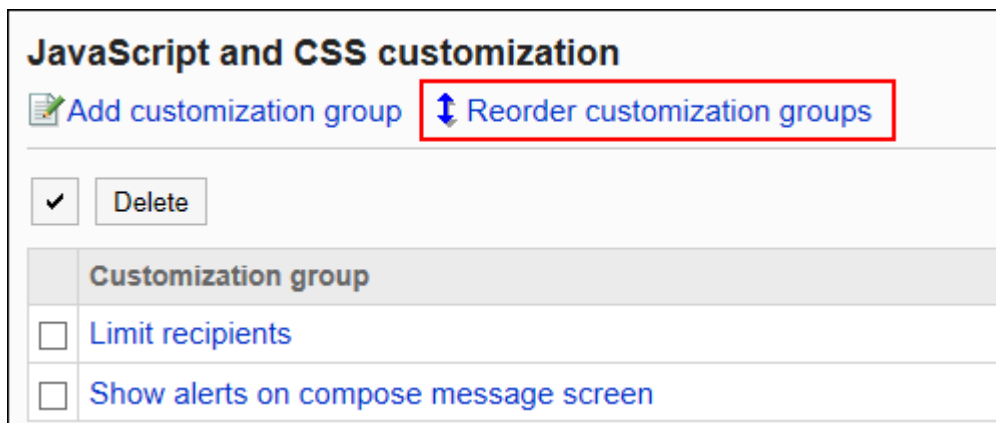 JavaScript and CSS customization
Add customization group Reorder customization groups
Delete
Customization group
Limit recipients
Show alerts on compose message screen